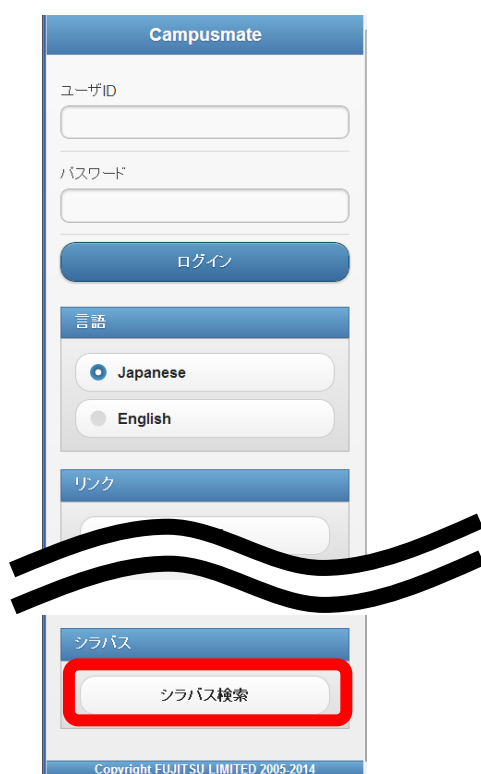 Campusmate
ユーザID
パスワード
ログイン
言語
Japanese
English
リンク
シラバス
シラバス検索
Copyright FUJITSU LIMITED 2005-2014